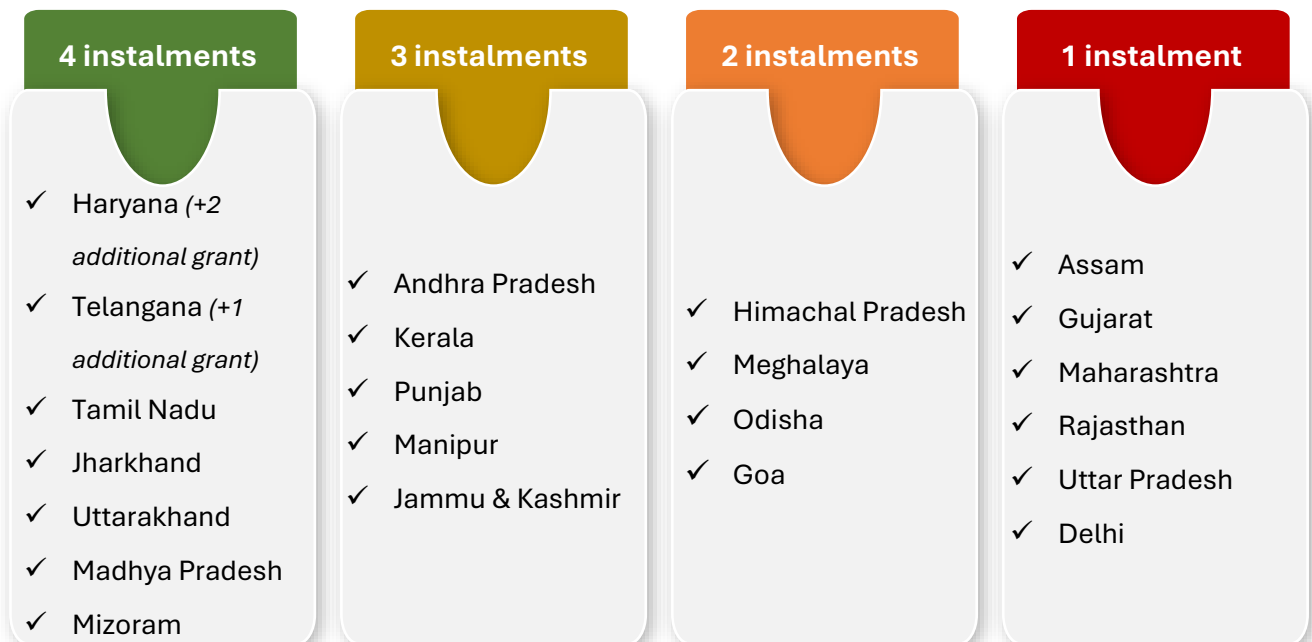 4 instalments
✓ Haryana (+2
additional grant)
✓ Telangana (+1
additional grant)
✓ Tamil Nadu
✓ Jharkhand
✓ Uttarakhand
✓ Madhya Pradesh
✓ Mizoram
3 instalments
✓ Andhra Pradesh
✓ Kerala
✓ Punjab
✓ Manipur
✓ Jammu & Kashmir
2 instalments
✓ Himachal Pradesh
✓ Meghalaya
✓ Odisha
✓ Goa
1 instalment
✓ Assam
✓ Gujarat
✓ Maharashtra
✓ Rajasthan
✓ Uttar Pradesh
✓ Delhi